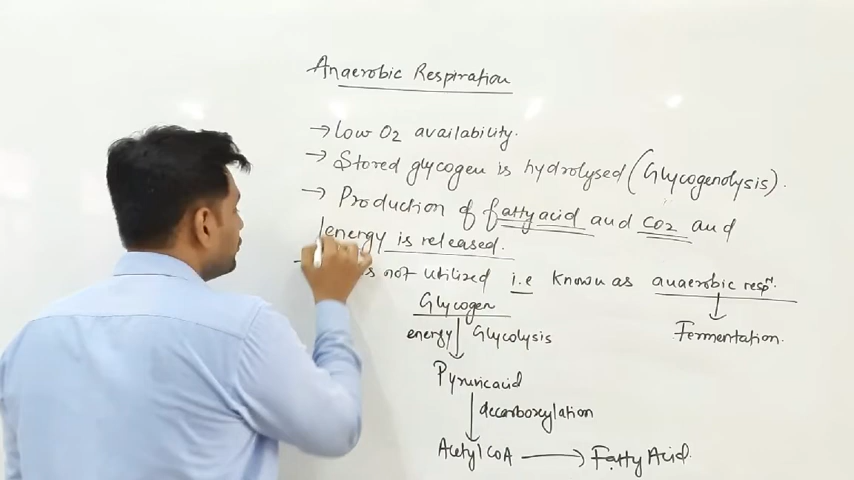 Anaerobic Respiration
→ Low O2 availability.
→ Stored glycogen is hydrolysed (Glycogenolysis).
→ Production of fatty acid and CO2 and
energy is released.
is not utilized i.e known as anaerobic respⁿ.
Glycogen
energy Glycolysis
Fermentation.
Pyruvic acid
decarboxylation
Acetyl CoA → Fatty Acid.